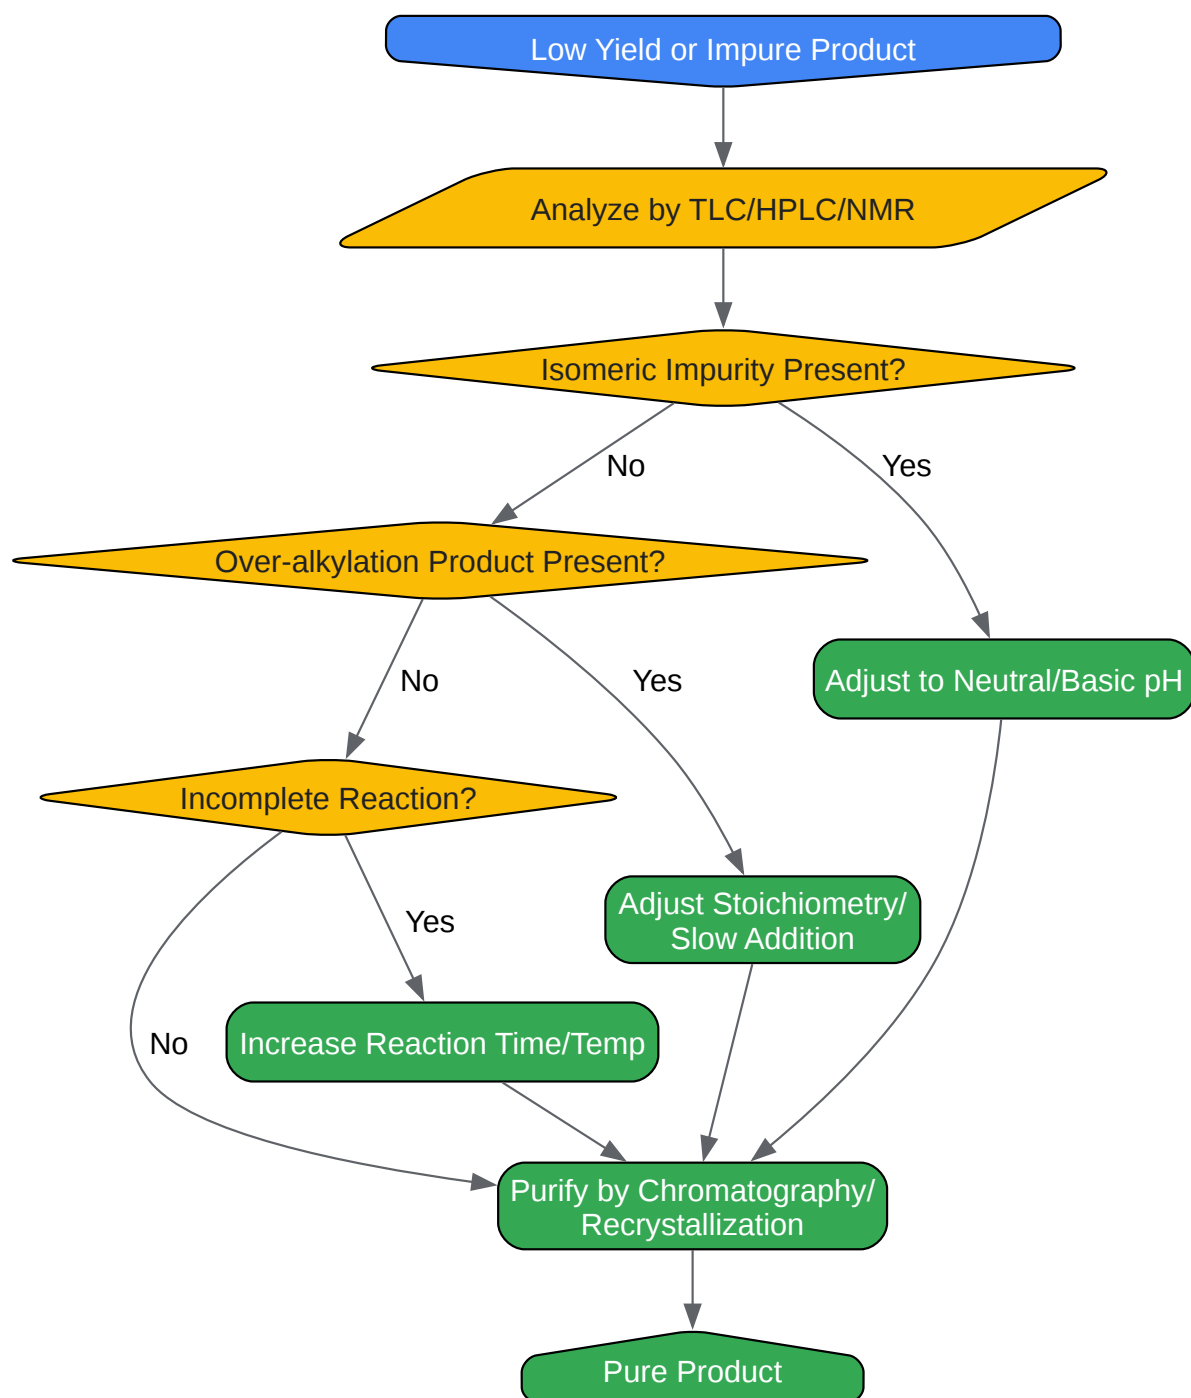 Low Yield or Impure Product
Analyze by TLC/HPLC/NMR
Isomeric Impurity Present?
No
Yes
Over-alkylation Product Present?
No
Yes
Adjust to Neutral/Basic pH
Incomplete Reaction?
Adjust Stoichiometry/
Slow Addition
Yes
No
Increase Reaction Time/Temp
Purify by Chromatography/
Recrystallization
Pure Product